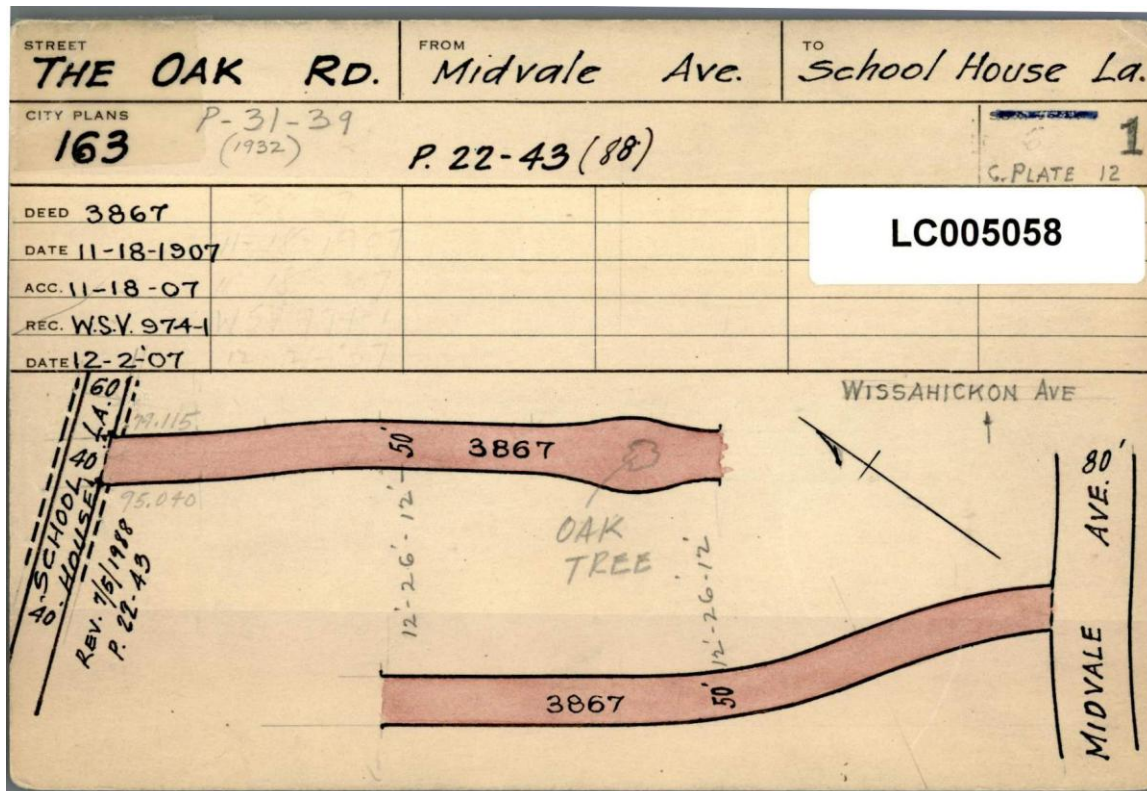 STREET FROM TO
THE OAK RD. Midvale Ave. School House La.
CITY PLANS
163 P-31-39
(1932)
P. 22-43 (88)
1
C. PLATE 12
DEED 3867
DATE 11-18-1907
ACC. 11-18-07
REC. W.S.V. 974-1
DATE 12-2-'07
LC005058
WISSAHICKON AVE
60
79.115
50'
3867
40
95.040
SCHOOL HOUSE LA.
40
REV. 7/5/1988
P. 22-43
OAK
TREE
12'-26'-12'
12'-26-12'
3867
50'
80'
MIDVALE AVE.